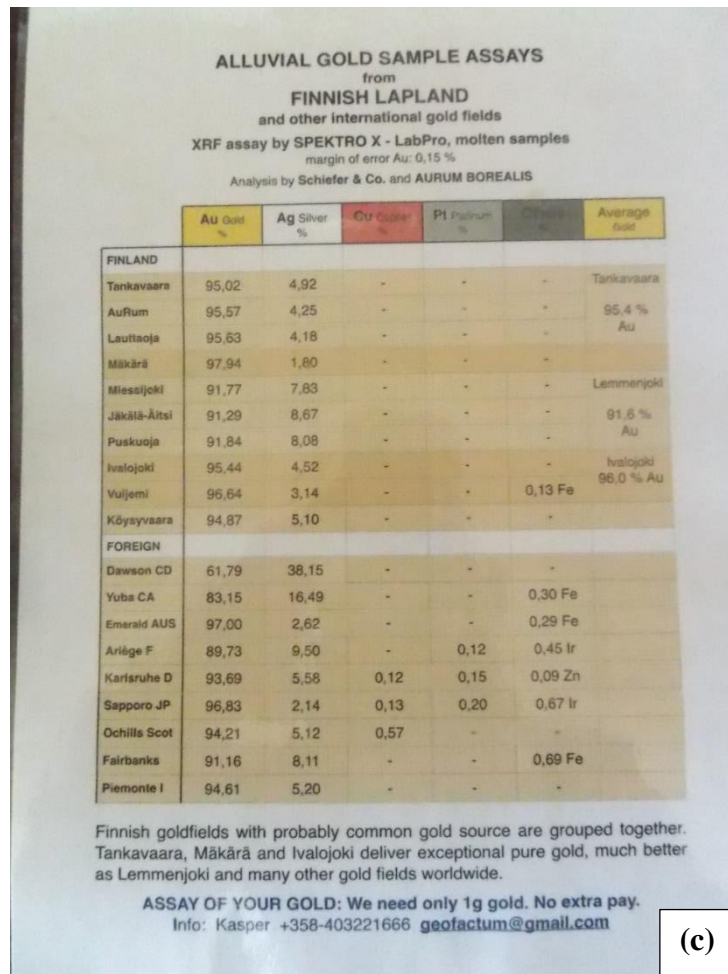 ALLUVIAL GOLD SAMPLE ASSAYS
from
FINNISH LAPLAND
and other international gold fields
XRF assay by SPEKTRO X - LabPro, molten samples
margin of error Au: 0,15 %
Analysis by Schiefer & Co. and AURUM BOREALIS
Au Gold % Ag Silver % Cu Copper % Pt Platinum % Others % Average Gold
FINLAND
Tankavaara 95,02 4,92 - - - Tankavaara
AuRum 95,57 4,25 - - - 95,4 %
Lauttaoja 95,63 4,18 - - - Au
Mäkärä 97,94 1,80 - - -
Miessijoki 91,77 7,83 - - - Lemmenjoki
Jäkälä-Äitsi 91,29 8,67 - - - 91,6 %
Puskuoja 91,84 8,08 - - - Au
Ivalojoki 95,44 4,52 - - - Ivalojoki
Vuijemi 96,64 3,14 - - 0,13 Fe 96,0 % Au
Köysyvaara 94,87 5,10 - - -
FOREIGN
Dawson CD 61,79 38,15 - - -
Yuba CA 83,15 16,49 - - 0,30 Fe
Emerald AUS 97,00 2,62 - - 0,29 Fe
Ariège F 89,73 9,50 - 0,12 0,45 Ir
Karlsruhe D 93,69 5,58 0,12 0,15 0,09 Zn
Sapporo JP 96,83 2,14 0,13 0,20 0,67 Ir
Ochills Scot 94,21 5,12 0,57 - -
Fairbanks 91,16 8,11 - - 0,69 Fe
Piemonte I 94,61 5,20 - - -
Finnish goldfields with probably common gold source are grouped together.
Tankavaara, Mäkärä and Ivalojoki deliver exceptional pure gold, much better
as Lemmenjoki and many other gold fields worldwide.
ASSAY OF YOUR GOLD: We need only 1g gold. No extra pay.
Info: Kasper +358-403221666 geofactum@gmail.com
(c)